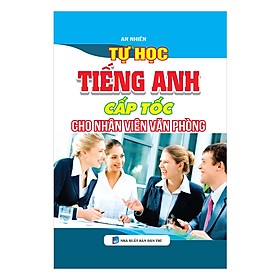 AN NHIÊN
TỰ HỌC
TIẾNG ANH
CẤP TỐC
CHO NHÂN VIÊN VĂN PHÒNG
NHÀ XUẤT BẢN DÂN TRÍ